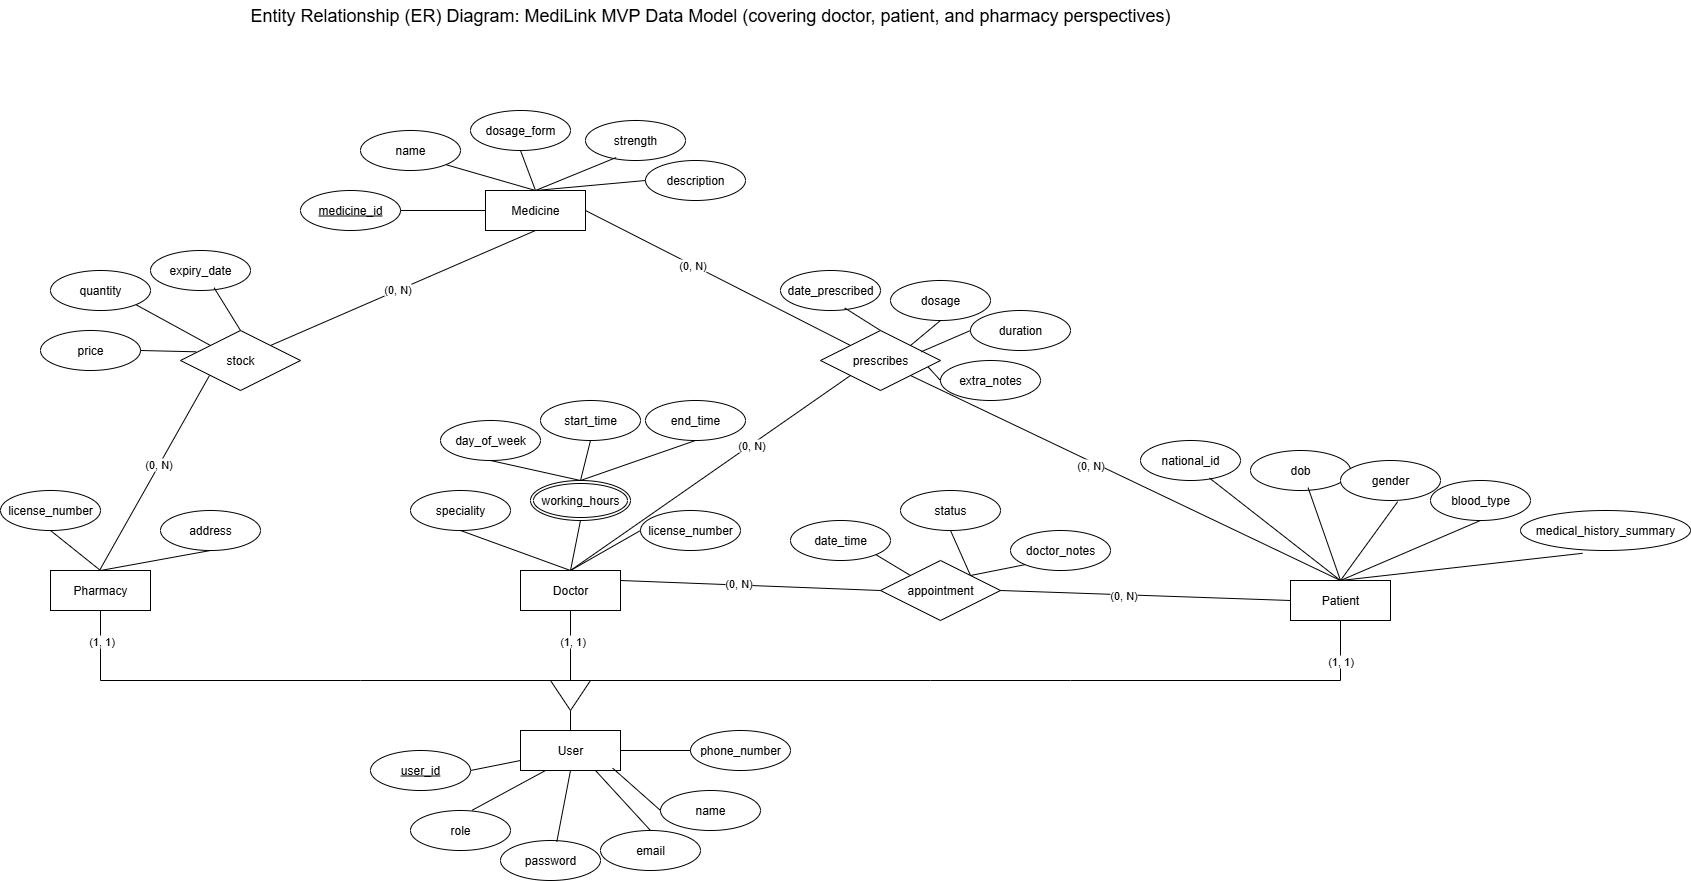 Entity Relationship (ER) Diagram: MediLink MVP Data Model (covering doctor, patient, and pharmacy perspectives)
dosage_form
strength
name
description
medicine_id
Medicine
(0, N)
expiry_date
(0, N)
quantity
date_prescribed
dosage
duration
price
stock
prescribes
extra_notes
start_time
end_time
day_of_week
(0, N)
(0, N)
(0, N)
national_id
dob
gender
blood_type
working_hours
license_number
speciality
status
address
license_number
medical_history_summary
date_time
doctor_notes
Pharmacy
Doctor
(0, N)
appointment
(0, N)
Patient
(1, 1)
(1, 1)
(1, 1)
User
phone_number
user_id
name
role
password
email